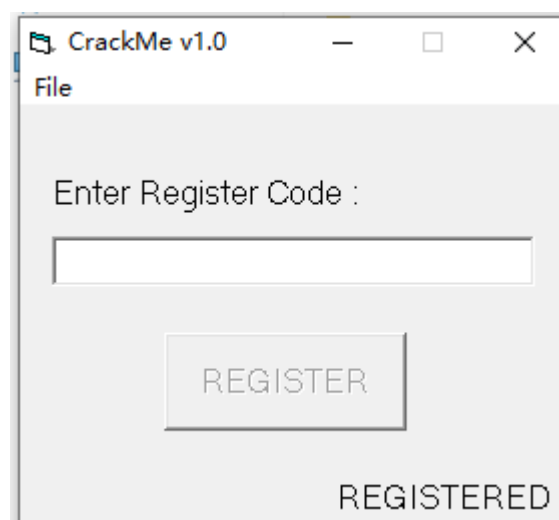 CrackMe v1.0
File
Enter Register Code :
REGISTER
REGISTERED